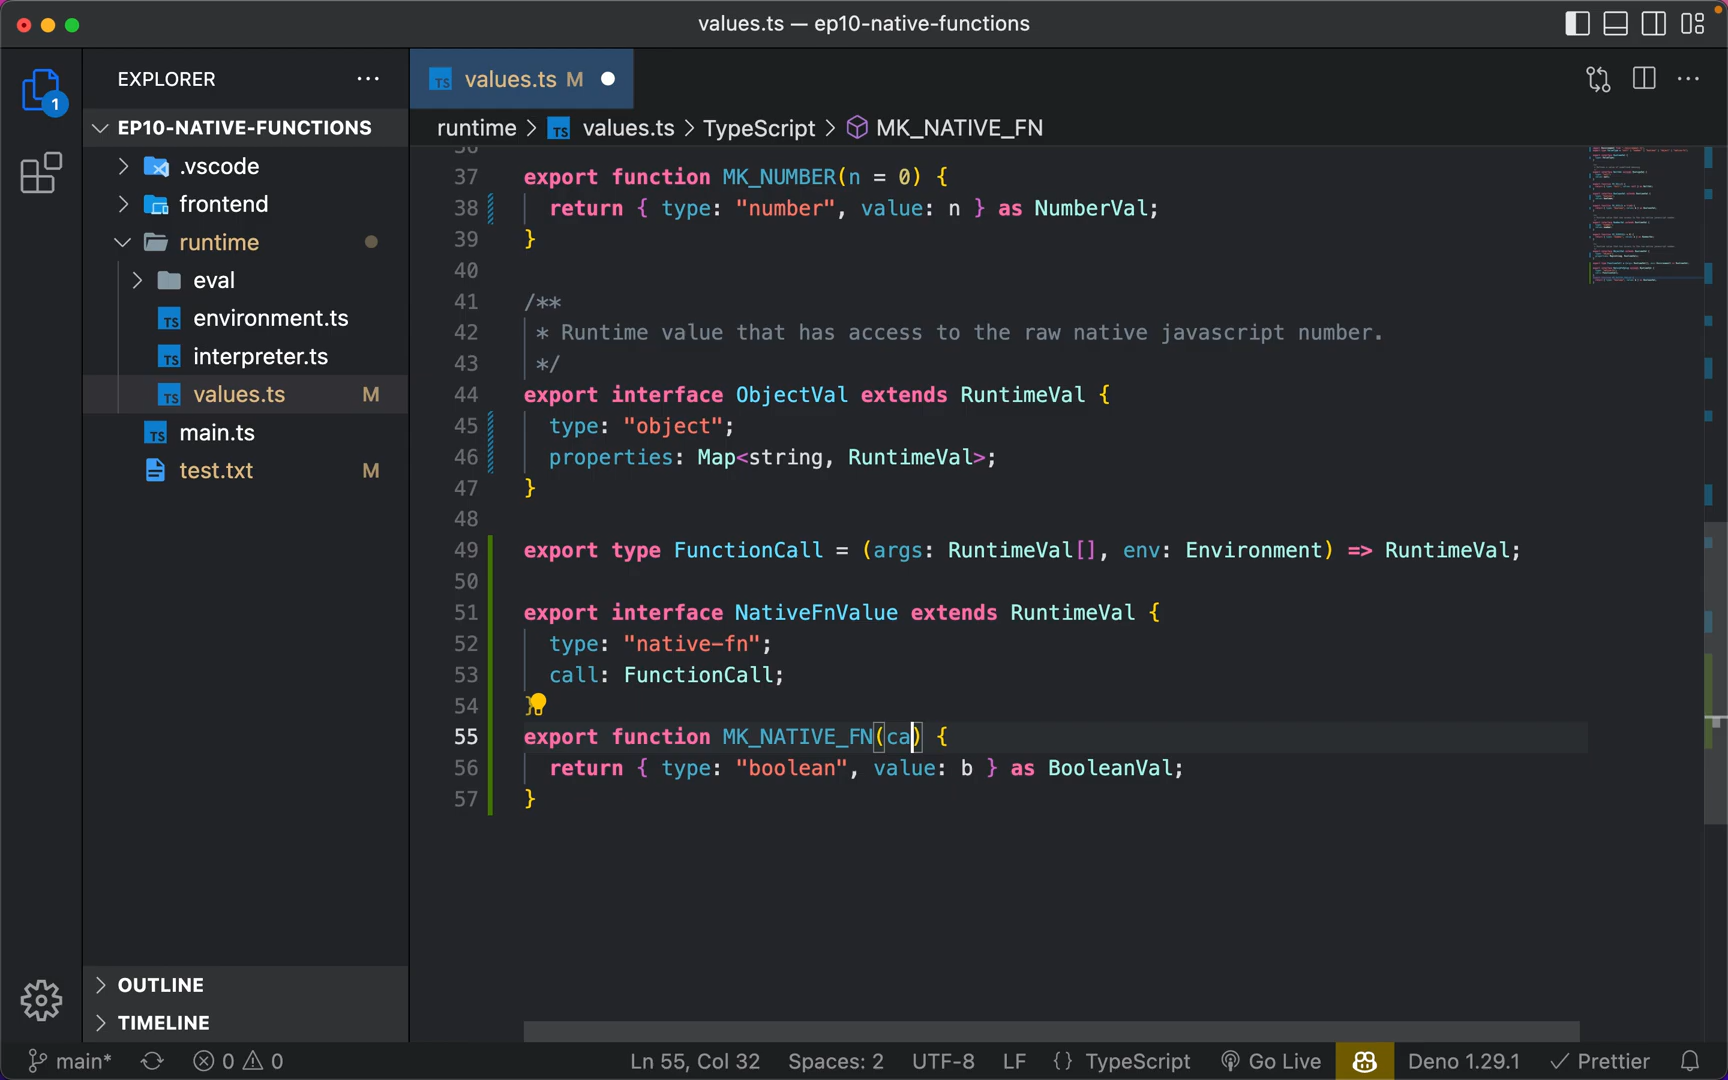 values.ts — ep10-native-functions
EXPLORER
values.ts M
EP10-NATIVE-FUNCTIONS
.vscode
frontend
runtime
eval
environment.ts
interpreter.ts
values.ts M
main.ts
test.txt M
OUTLINE
TIMELINE
runtime > TS values.ts > TypeScript > MK_NATIVE_FN
37 export function MK_NUMBER(n = 0) {
38 return { type: "number", value: n } as NumberVal;
39 }
40
41 /**
42 * Runtime value that has access to the raw native javascript number.
43 */
44 export interface ObjectVal extends RuntimeVal {
45 type: "object";
46 properties: Map<string, RuntimeVal>;
47 }
48
49 export type FunctionCall = (args: RuntimeVal[], env: Environment) => RuntimeVal;
50
51 export interface NativeFnValue extends RuntimeVal {
52 type: "native-fn";
53 call: FunctionCall;
54 }
55 export function MK_NATIVE_FN(ca) {
56 return { type: "boolean", value: b } as BooleanVal;
57 }
main* 0 0 Ln 55, Col 32 Spaces: 2 UTF-8 LF {} TypeScript Go Live Deno 1.29.1 Prettier